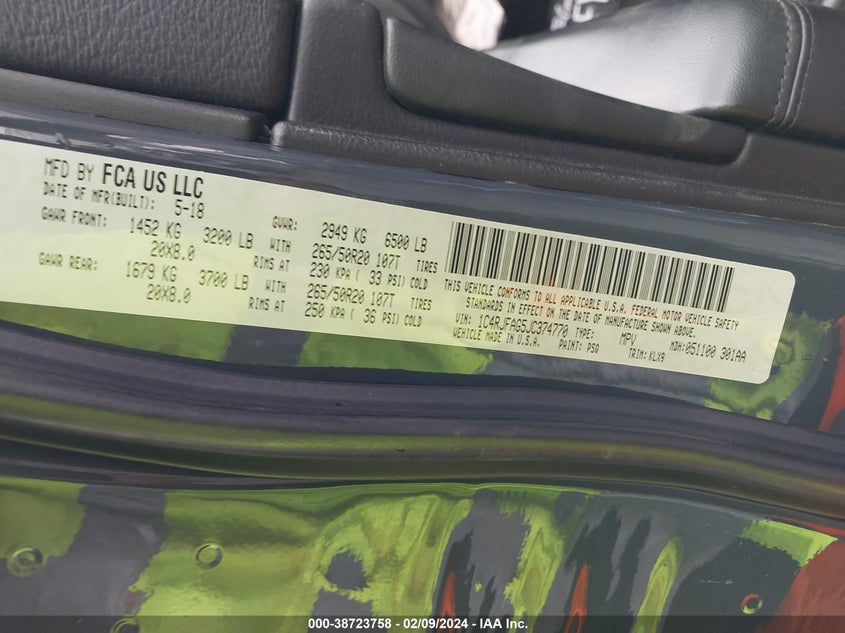 MFD BY FCA US LLC
DATE OF MFR(BUILT): 5-18 GVWR: 2949 KG 6500 LB
GAWR FRONT: 1452 KG 3200 LB WITH 265/50R20 107T TIRES
20X8.0 RIMS AT 230 KPA ( 33 PSI) COLD
GAWR REAR: 1679 KG 3700 LB WITH 265/50R20 107T TIRES
20X8.0 RIMS AT 250 KPA ( 36 PSI) COLD
THIS VEHICLE CONFORMS TO ALL APPLICABLE U.S.A. FEDERAL MOTOR VEHICLE SAFETY
STANDARDS IN EFFECT ON THE DATE OF MANUFACTURE SHOWN ABOVE.
VIN: 1C4RJFAG5JC374770 TYPE: MPV MDH:051100 301AA
MADE IN U.S.A. PAINT: PSQ TRIM: KLX9
000-38723758 - 02/09/2024 - IAA Inc.